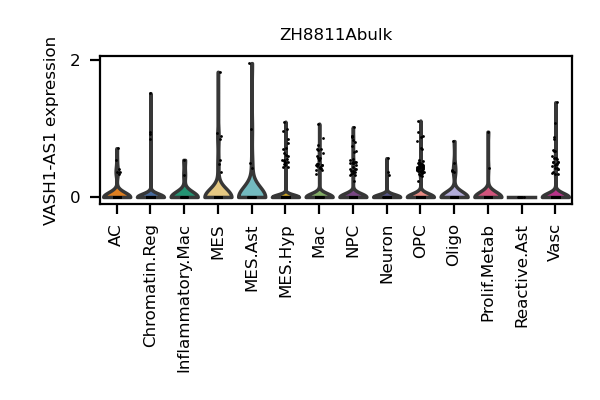 ZH8811Abulk
VASH1-AS1 expression
2
0
AC
Chromatin.Reg
Inflammatory.Mac
MES
MES.Ast
MES.Hyp
Mac
NPC
Neuron
OPC
Oligo
Prolif.Metab
Reactive.Ast
Vasc